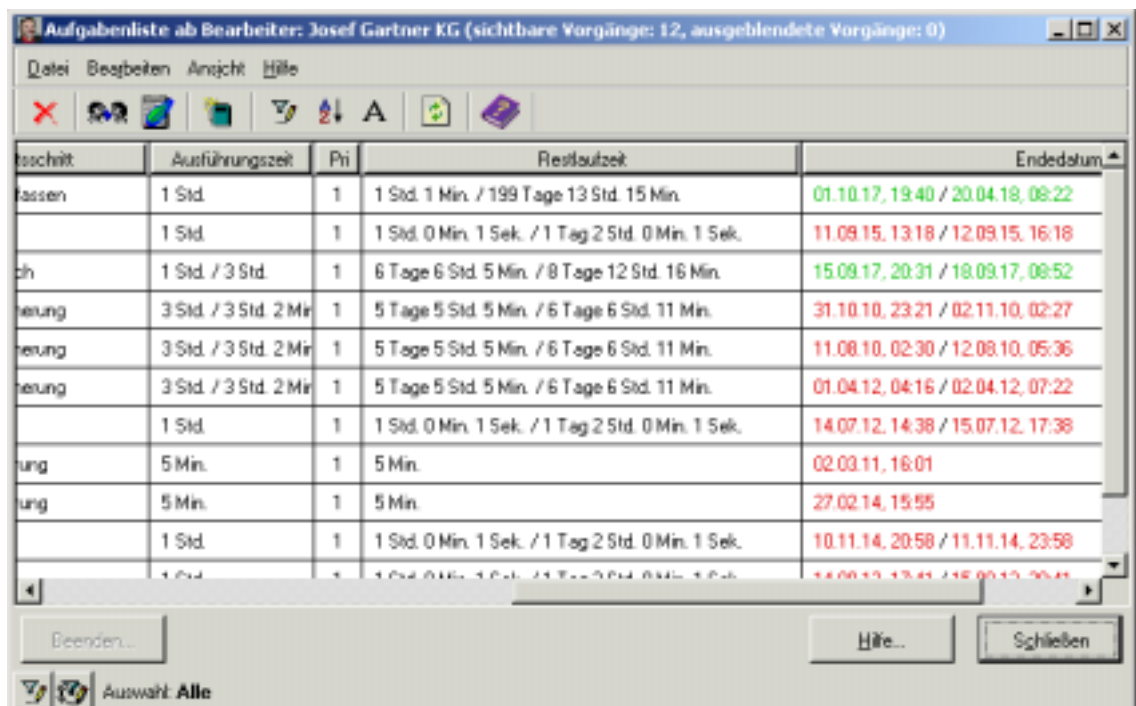 Aufgabenliste ab Bearbeiter: Josef Gartner KG (sichtbare Vorgänge: 12, ausgeblendete Vorgänge: 0)
Datei Bearbeiten Ansicht Hilfe
tsschritt Ausführungszeit Pri Restlaufzeit Endedatum
fassen 1 Std. 1 1 Std. 1 Min. / 199 Tage 13 Std. 15 Min. 01.10.17, 19:40 / 20.04.18, 08:22
1 Std. 1 1 Std. 0 Min. 1 Sek. / 1 Tag 2 Std. 0 Min. 1 Sek. 11.09.15, 13:18 / 12.09.15, 16:18
ch 1 Std. / 3 Std. 1 6 Tage 6 Std. 5 Min. / 8 Tage 12 Std. 16 Min. 15.09.17, 20:31 / 18.09.17, 08:52
herung 3 Std. / 3 Std. 2 Min 1 5 Tage 5 Std. 5 Min. / 6 Tage 6 Std. 11 Min. 31.10.10, 23:21 / 02.11.10, 02:27
herung 3 Std. / 3 Std. 2 Min 1 5 Tage 5 Std. 5 Min. / 6 Tage 6 Std. 11 Min. 11.08.10, 02:30 / 12.08.10, 05:36
herung 3 Std. / 3 Std. 2 Min 1 5 Tage 5 Std. 5 Min. / 6 Tage 6 Std. 11 Min. 01.04.12, 04:16 / 02.04.12, 07:22
1 Std. 1 1 Std. 0 Min. 1 Sek. / 1 Tag 2 Std. 0 Min. 1 Sek. 14.07.12, 14:38 / 15.07.12, 17:38
rung 5 Min. 1 5 Min. 02.03.11, 16:01
rung 5 Min. 1 5 Min. 27.02.14, 15:55
1 Std. 1 1 Std. 0 Min. 1 Sek. / 1 Tag 2 Std. 0 Min. 1 Sek. 10.11.14, 20:58 / 11.11.14, 23:58
Beenden... Hilfe... Schließen
Auswahl: Alle